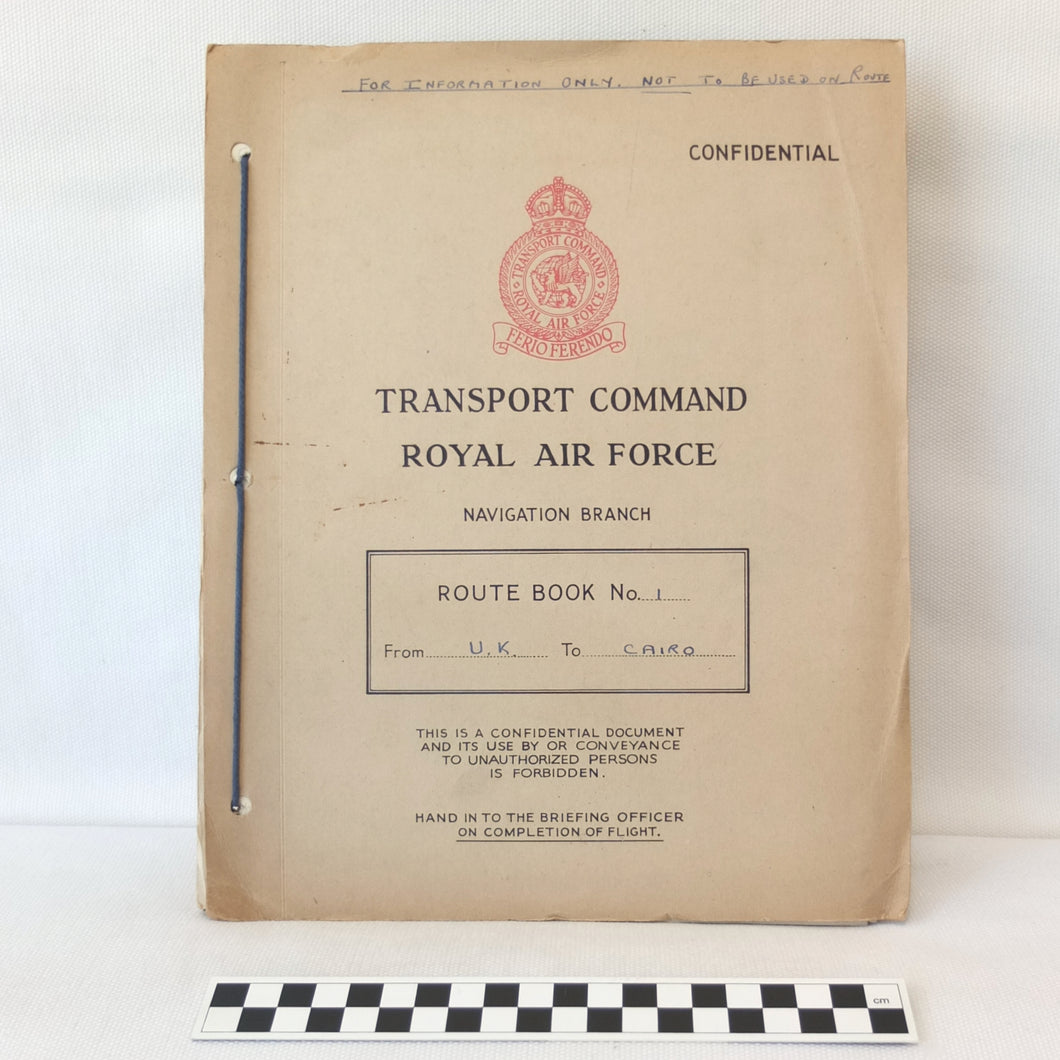 FOR INFORMATION ONLY. NOT TO BE USED ON ROUTE
CONFIDENTIAL
TRANSPORT COMMAND
ROYAL AIR FORCE
FERIO FERENDO
TRANSPORT COMMAND
ROYAL AIR FORCE
NAVIGATION BRANCH
ROUTE BOOK No. 1
From U.K. To CAIRO
THIS IS A CONFIDENTIAL DOCUMENT
AND ITS USE BY OR CONVEYANCE
TO UNAUTHORIZED PERSONS
IS FORBIDDEN.
HAND IN TO THE BRIEFING OFFICER
ON COMPLETION OF FLIGHT.
cm